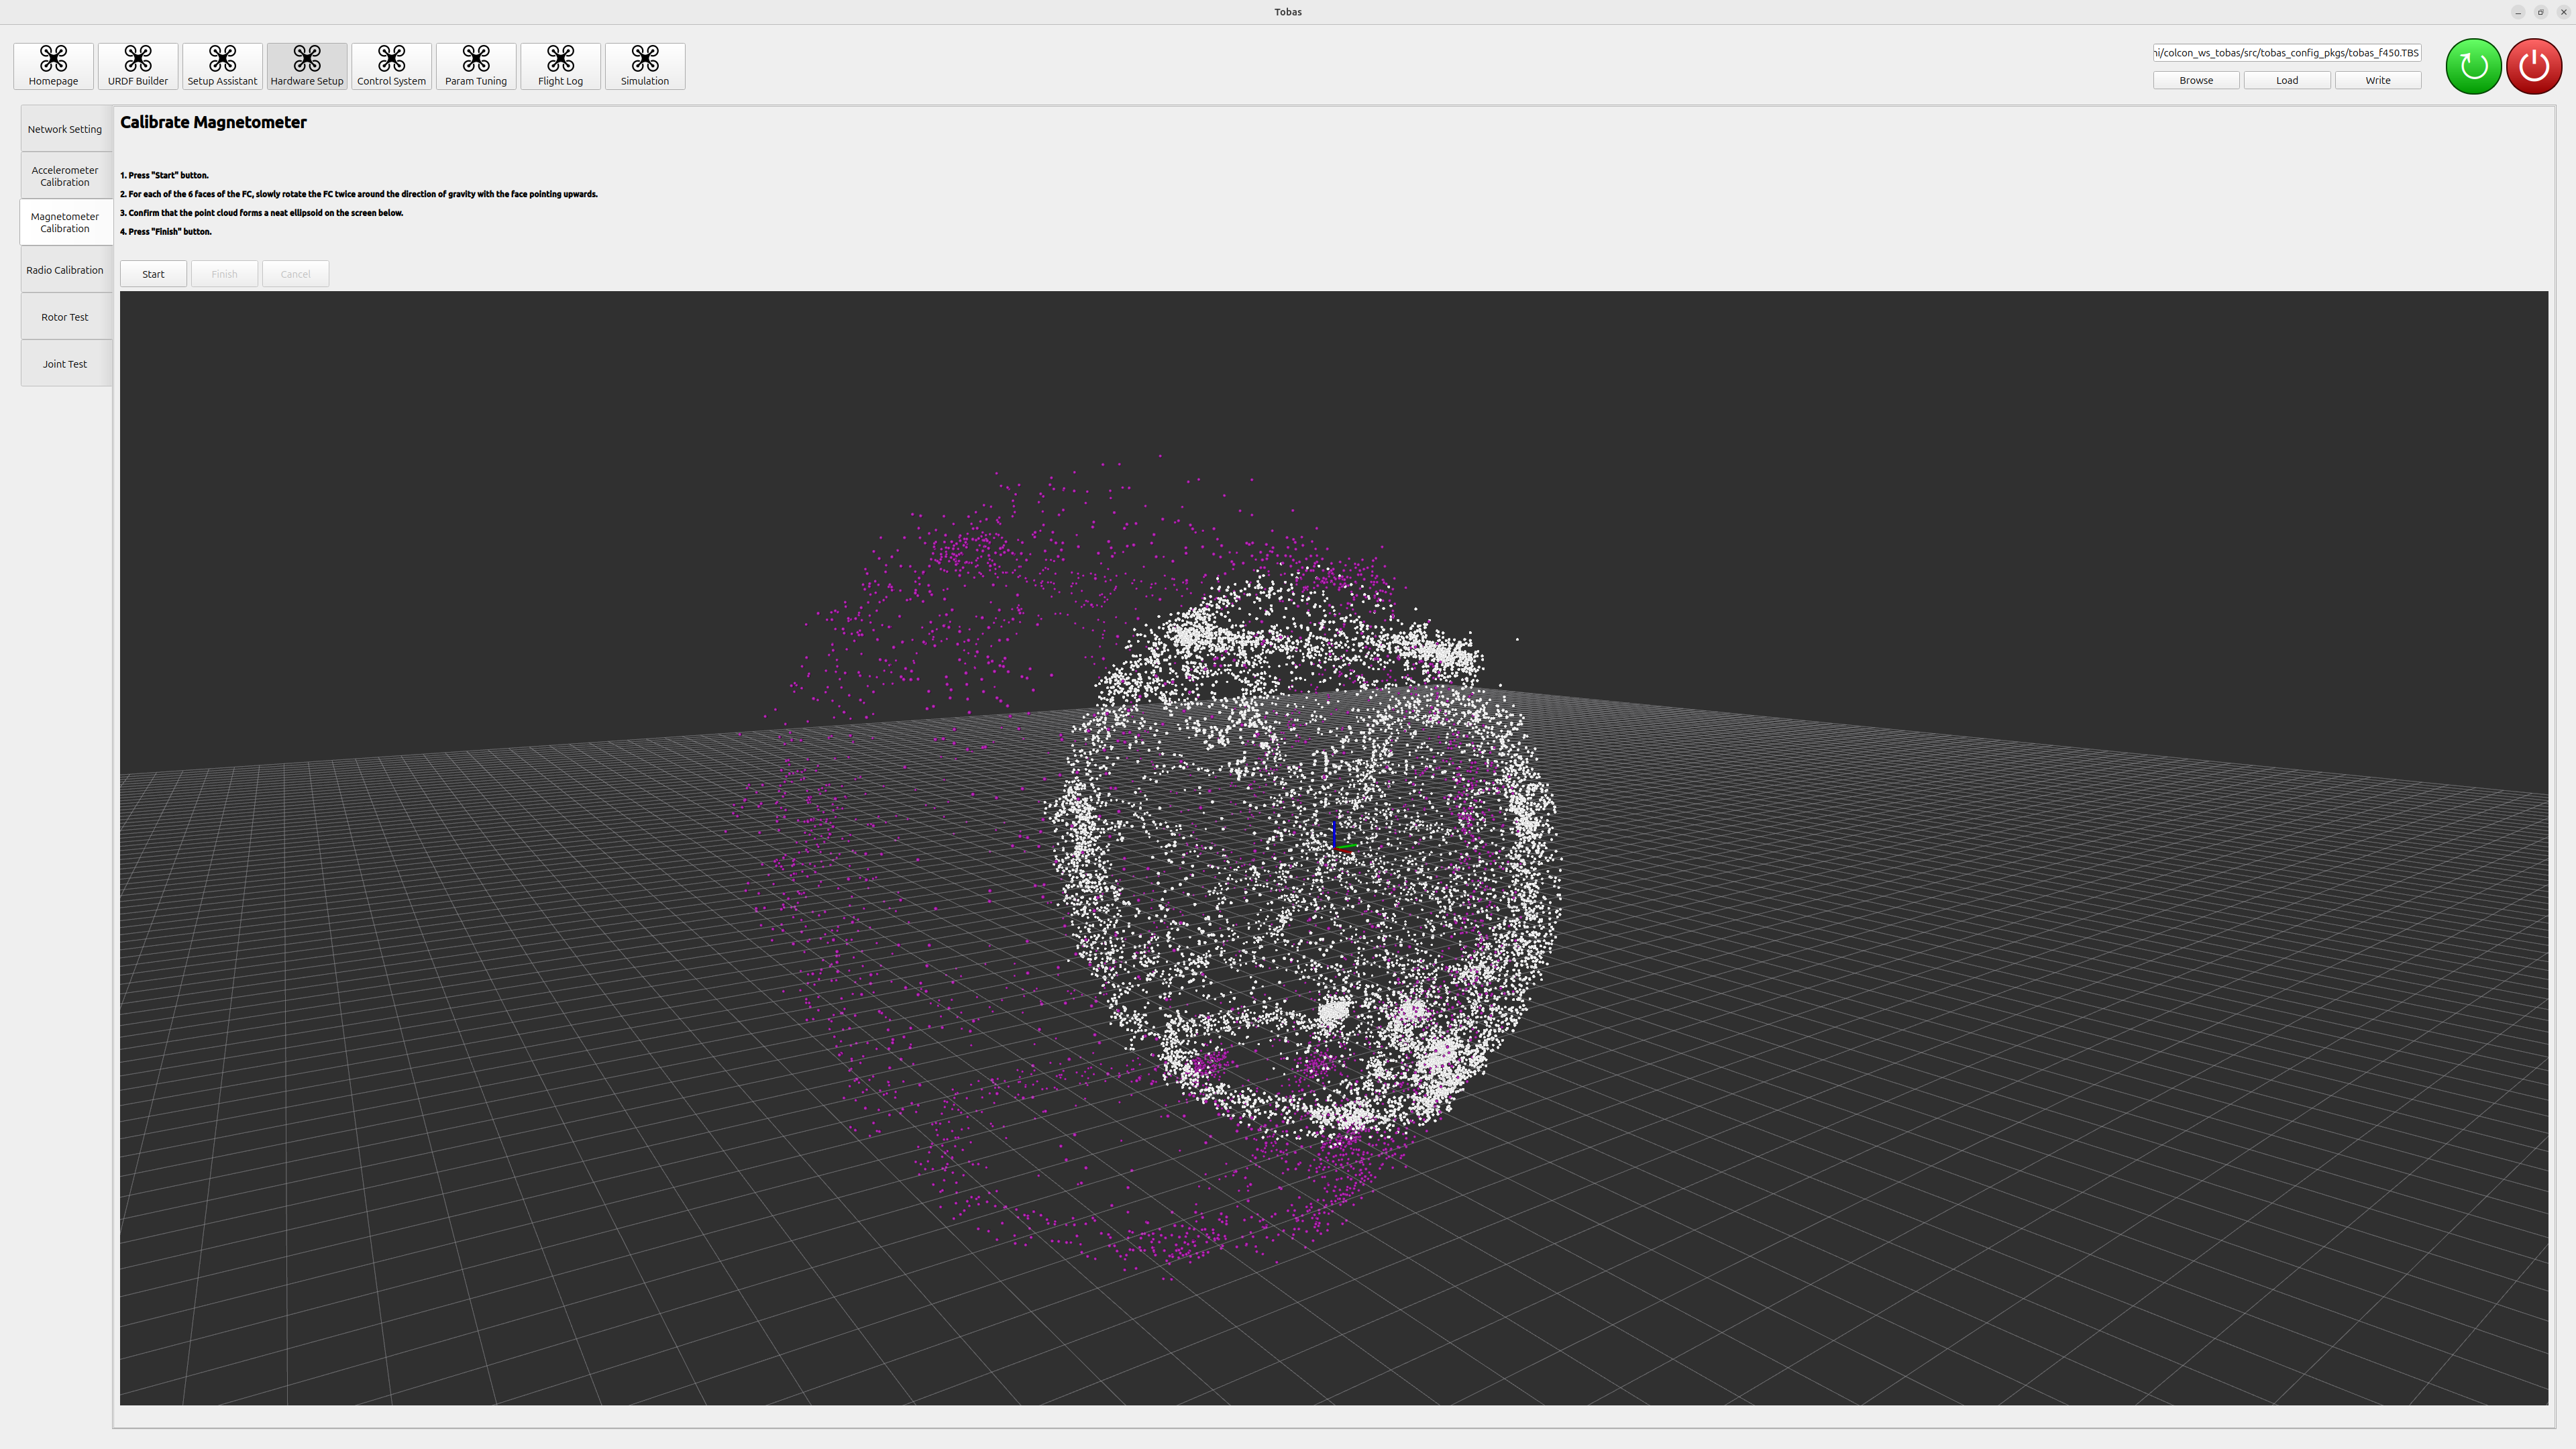 Tobas
Homepage
URDF Builder
Setup Assistant
Hardware Setup
Control System
Param Tuning
Flight Log
Simulation
i/colcon_ws_tobas/src/tobas_config_pkgs/tobas_f450.TBS
Browse
Load
Write
Network Setting
Accelerometer
Calibration
Magnetometer
Calibration
Radio Calibration
Rotor Test
Joint Test
Calibrate Magnetometer
1. Press "Start" button.
2. For each of the 6 faces of the FC, slowly rotate the FC twice around the direction of gravity with the face pointing upwards.
3. Confirm that the point cloud forms a neat ellipsoid on the screen below.
4. Press "Finish" button.
Start
Finish
Cancel